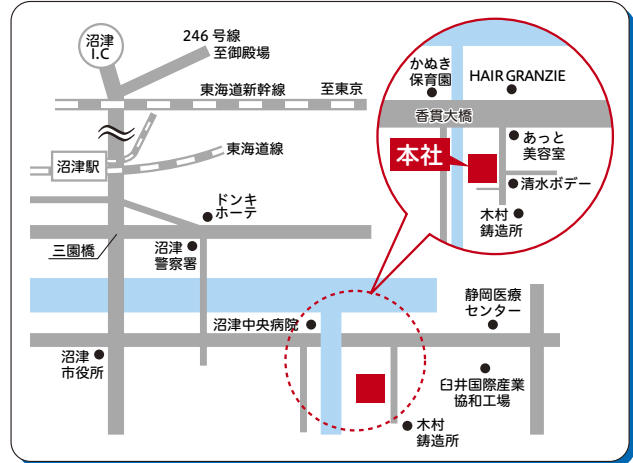 沼津
I.C
246 号線
至御殿場
東海道新幹線
至東京
沼津駅
東海道線
ドンキ
ホーテ
三園橋
沼津
警察署
沼津中央病院
沼津
市役所
静岡医療
センター
臼井国際産業
協和工場
木村
鋳造所
かぬき
保育園
HAIR GRANZIE
香貫大橋
本社
あっと
美容室
清水ボデー
木村
鋳造所